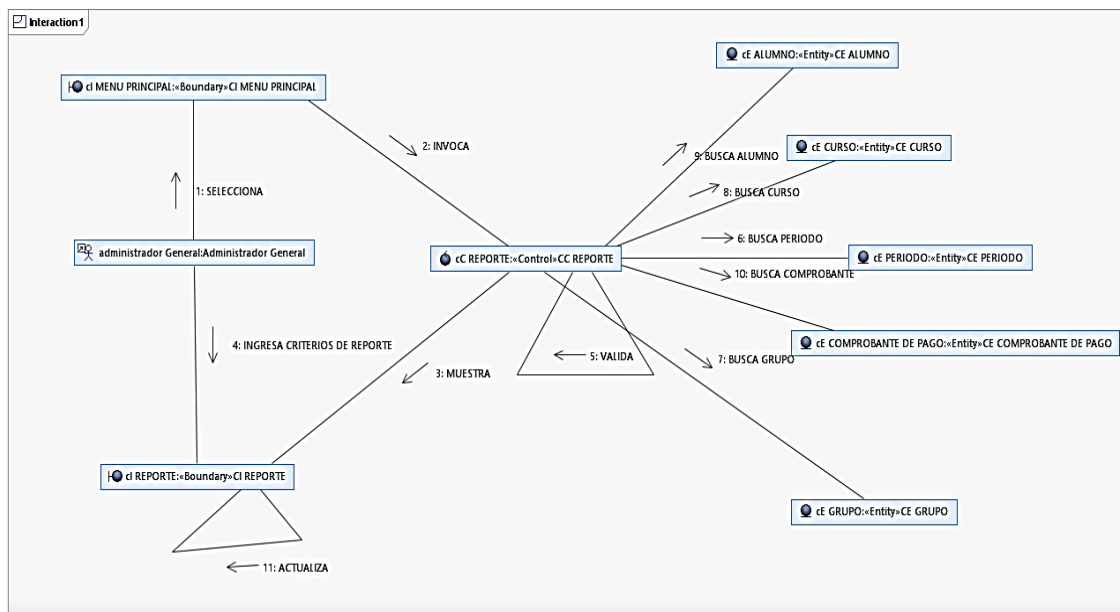 Interaction1
cE ALUMNO:«Entity»CE ALUMNO
cI MENU PRINCIPAL:«Boundary»CI MENU PRINCIPAL
2: INVOCA
cE CURSO:«Entity»CE CURSO
9: BUSCA ALUMNO
1: SELECCIONA
8: BUSCA CURSO
6: BUSCA PERIODO
administrador General:Administrador General
cC REPORTE:«Control»CC REPORTE
cE PERIODO:«Entity»CE PERIODO
10: BUSCA COMPROBANTE
4: INGRESA CRITERIOS DE REPORTE
cE COMPROBANTE DE PAGO:«Entity»CE COMPROBANTE DE PAGO
5: VALIDA
7: BUSCA GRUPO
3: MUESTRA
cI REPORTE:«Boundary»CI REPORTE
cE GRUPO:«Entity»CE GRUPO
11: ACTUALIZA